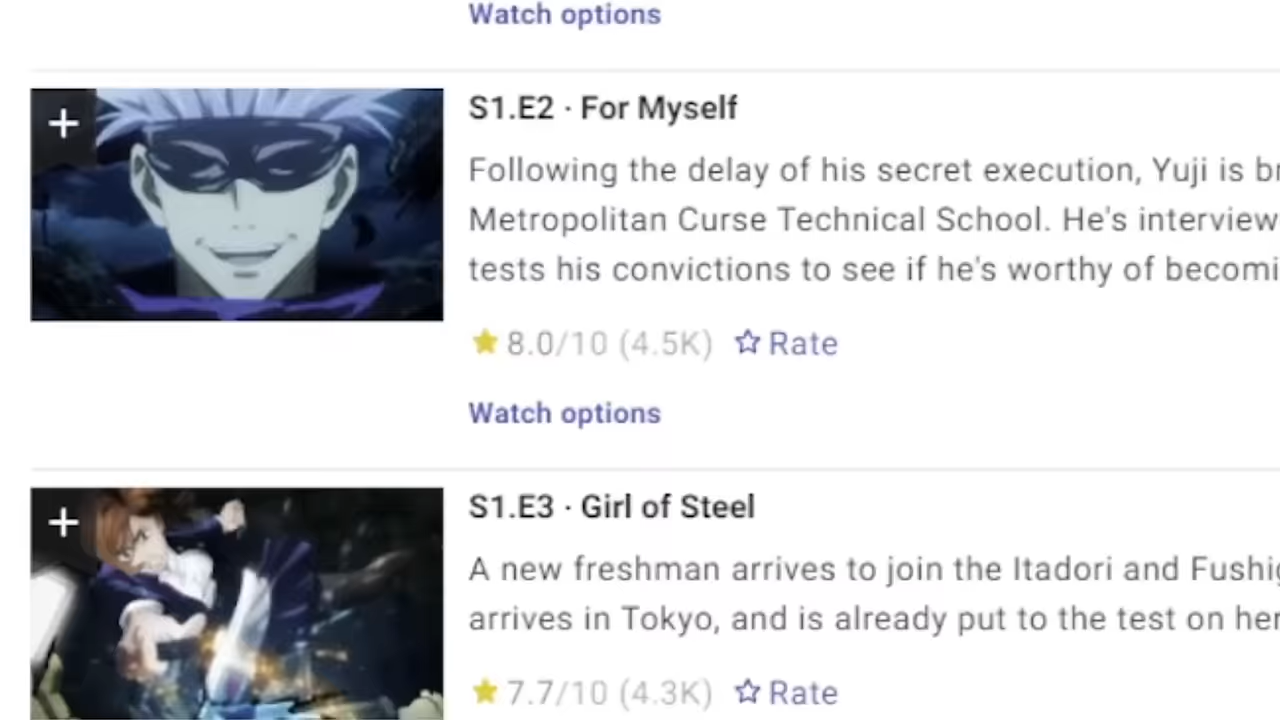 Watch options
S1.E2 · For Myself
Following the delay of his secret execution, Yuji is
Metropolitan Curse Technical School. He's interview
tests his convictions to see if he's worthy of becomi
8.0/10 (4.5K) Rate
Watch options
S1.E3 · Girl of Steel
A new freshman arrives to join the Itadori and Fushig
arrives in Tokyo, and is already put to the test on her
7.7/10 (4.3K) Rate